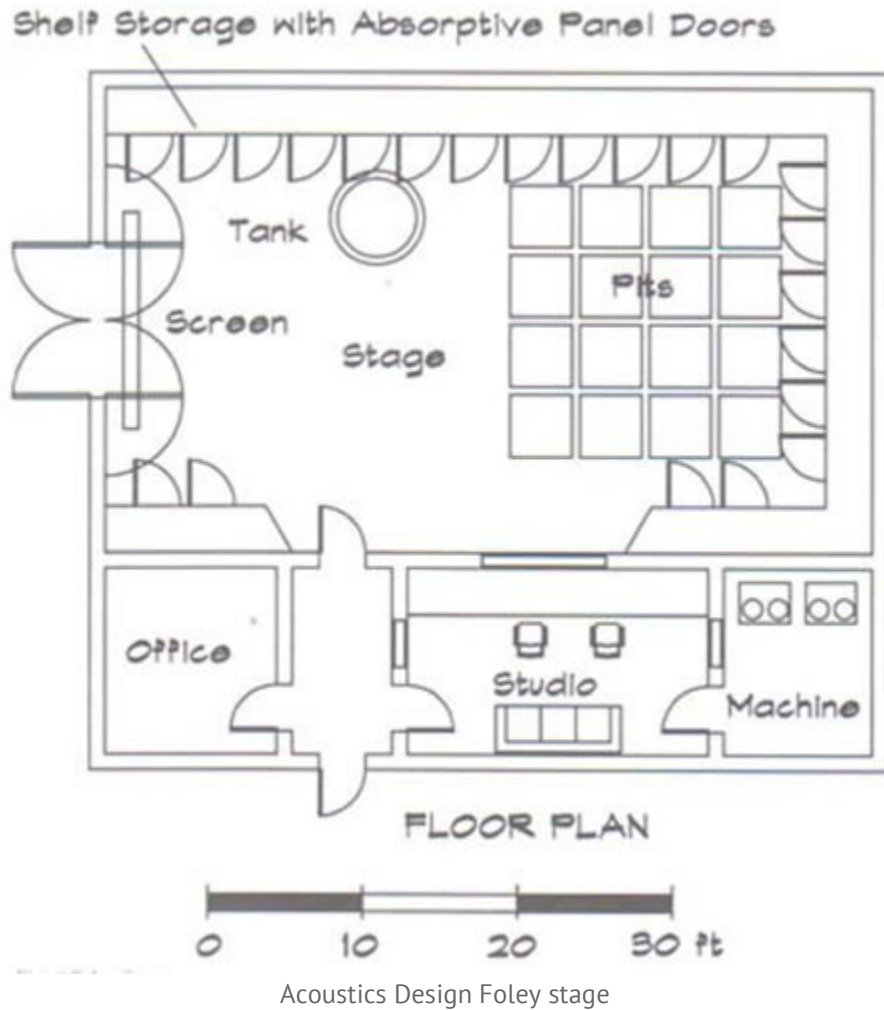 Shelf Storage with Absorptive Panel Doors
Tank
Pits
Screen
Stage
Office
Studio
Machine
FLOOR PLAN
0 10 20 30 ft
Acoustics Design Foley stage